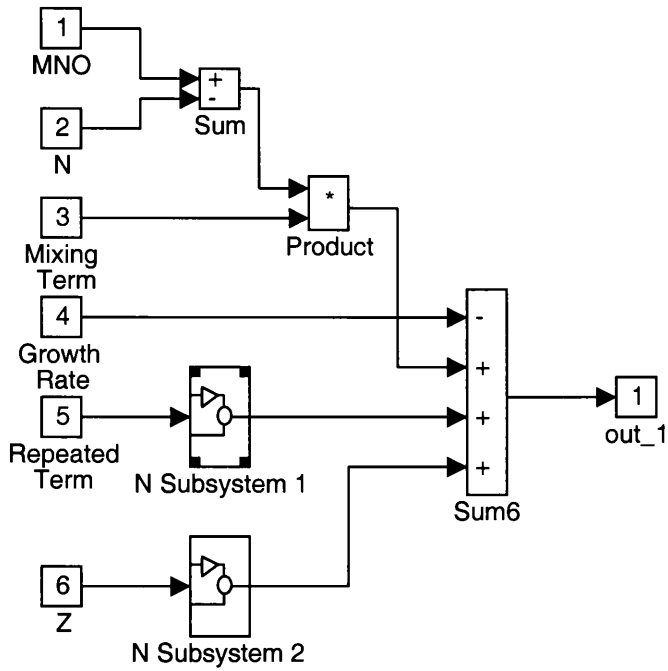 1
MNO
+
-
Sum
2
N
*
Product
3
Mixing
Term
4
Growth
Rate
-
+
+
+
Sum6
1
out_1
5
Repeated
Term
N Subsystem 1
6
Z
N Subsystem 2